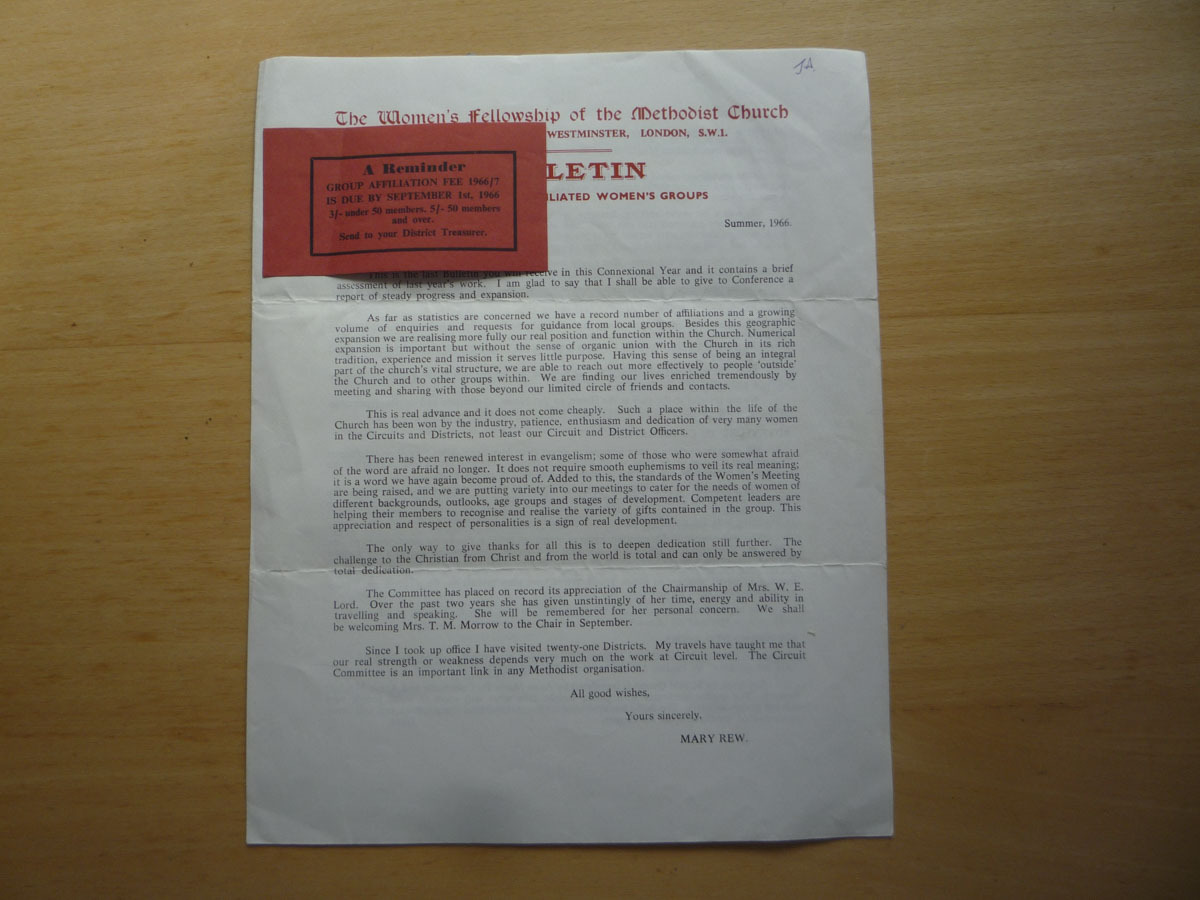 JA
The Women's Fellowship of the Methodist Church
WESTMINSTER, LONDON, S.W.1.
LETIN
ILIATED WOMEN'S GROUPS
A Reminder
GROUP AFFILIATION FEE 1966/7
IS DUE BY SEPTEMBER 1st, 1966
3/- under 50 members. 5/- 50 members
and over.
Send to your District Treasurer.
Summer, 1966.
This is the last Bulletin you will receive in this Connexional Year and it contains a brief
assessment of last year's work. I am glad to say that I shall be able to give to Conference a
report of steady progress and expansion.
As far as statistics are concerned we have a record number of affiliations and a growing
volume of enquiries and requests for guidance from local groups. Besides this geographic
expansion we are realising more fully our real position and function within the Church. Numerical
expansion is important but without the sense of organic union with the Church in its rich
tradition, experience and mission it serves little purpose. Having this sense of being an integral
part of the church's vital structure, we are able to reach out more effectively to people 'outside'
the Church and to other groups within. We are finding our lives enriched tremendously by
meeting and sharing with those beyond our limited circle of friends and contacts.
This is real advance and it does not come cheaply. Such a place within the life of the
Church has been won by the industry, patience, enthusiasm and dedication of very many women
in the Circuits and Districts, not least our Circuit and District Officers.
There has been renewed interest in evangelism; some of those who were somewhat afraid
of the word are afraid no longer. It does not require smooth euphemisms to veil its real meaning;
it is a word we have again become proud of. Added to this, the standards of the Women's Meeting
are being raised, and we are putting variety into our meetings to cater for the needs of women of
different backgrounds, outlooks, age groups and stages of development. Competent leaders are
helping their members to recognise and realise the variety of gifts contained in the group. This
appreciation and respect of personalities is a sign of real development.
The only way to give thanks for all this is to deepen dedication still further. The
challenge to the Christian from Christ and from the world is total and can only be answered by
total dedication.
The Committee has placed on record its appreciation of the Chairmanship of Mrs. W. E.
Lord. Over the past two years she has given unstintingly of her time, energy and ability in
travelling and speaking. She will be remembered for her personal concern. We shall
be welcoming Mrs. T. M. Morrow to the Chair in September.
Since I took up office I have visited twenty-one Districts. My travels have taught me that
our real strength or weakness depends very much on the work at Circuit level. The Circuit
Committee is an important link in any Methodist organisation.
All good wishes,
Yours sincerely,
MARY REW.